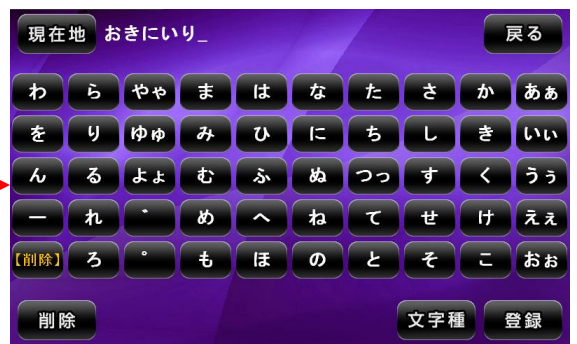 現在地 おきにいり_ 戻る
わ ら やゃ ま は な た さ か あぁ
を り ゆゅ み ひ に ち し き いぃ
ん る よょ む ふ ぬ つっ す く うぅ
ー れ ゛ め へ ね て せ け えぇ
【削除】 ろ ゜ も ほ の と そ こ おぉ
削除 文字種 登録